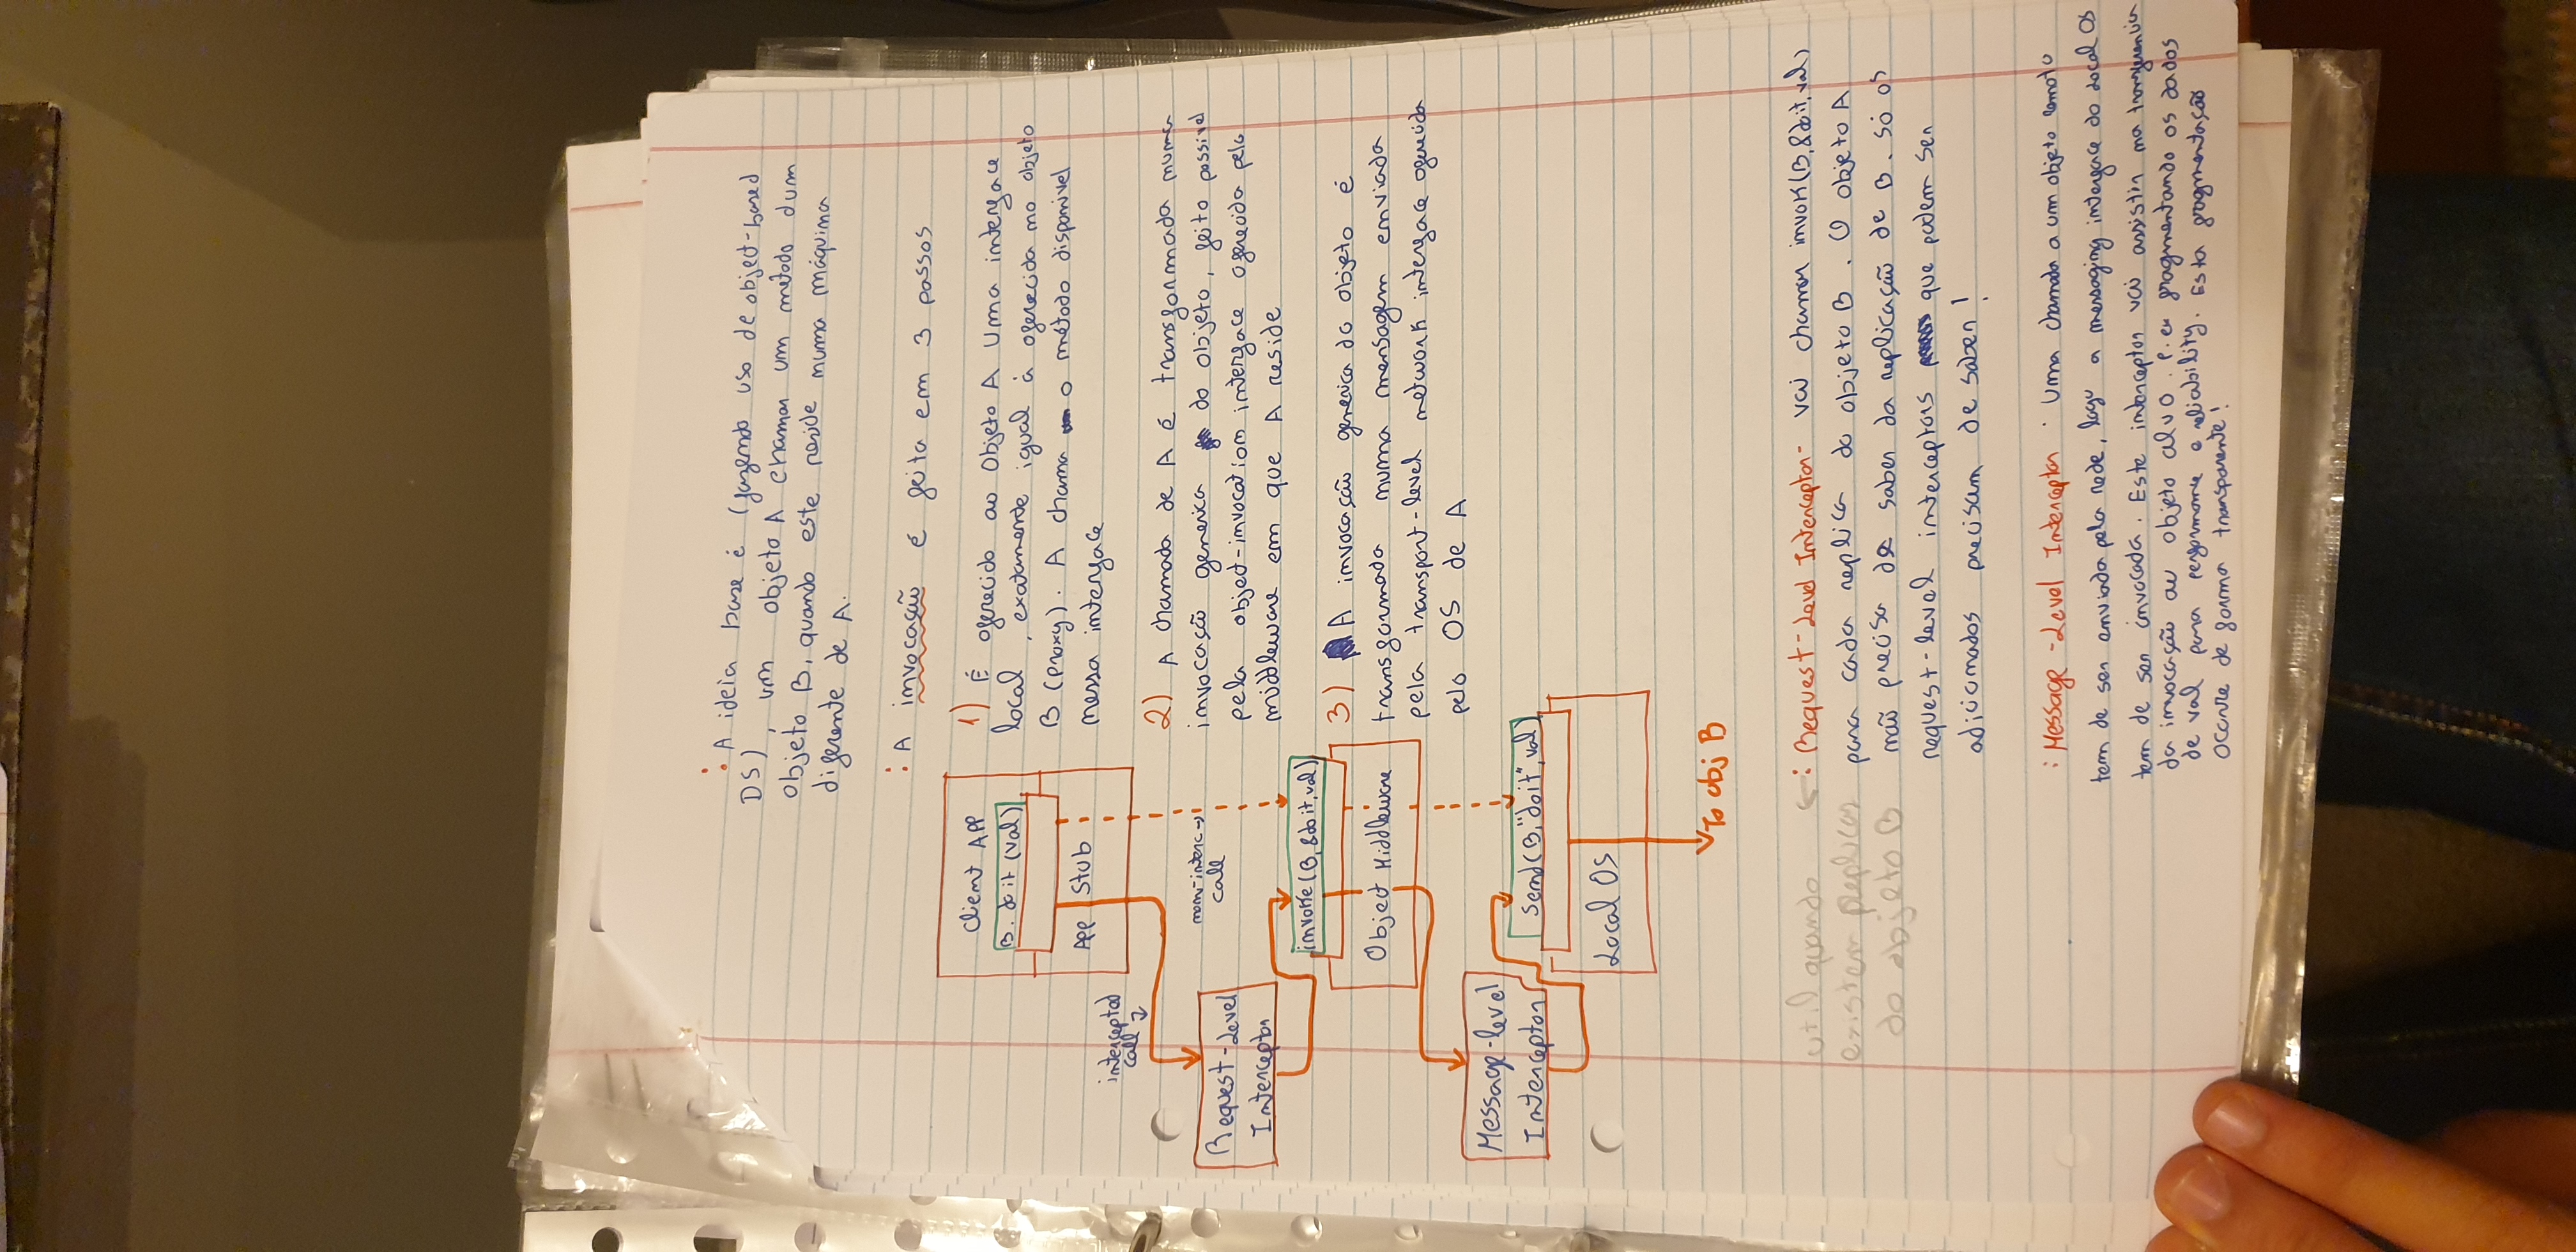 : A ideia base é (fazendo uso de object-based
DS), um objeto A chamar um método dum
objeto B, quando este reside numa máquina
diferente de A.
: A invocação é feita em 3 passos
1) É oferecido ao Objeto A uma interface
local, exatamente igual à oferecida no objeto
B (proxy). A chama o método disponivel
nessa interface
2) A chamada de A é transformada numa
invocação generica do objeto, feito possivel
pela object-invocation interface oferecida pelo
middleware em que A reside
3) A invocação generica do objeto é
transformada numa mensagem enviada
pela transport-level network interface oferecida
pelo OS de A
Client App
B.doit(val)
App Stub
intercepted
call
Request-Level
Interceptor
non-interc →
call
invoke(B,&doit,val)
Object Middleware
Message-level
Interceptor
Send(B,"doit",val)
Local OS
To obj B
util quando
existem replicas
do objeto B
: Request-Level Interceptor - vai chamar invok(B,&doit,val)
para cada replica do objeto B. O objeto A
não precisa de saber da replicação de B. Só os
request-level interceptors que podem ser
adicionados precisam de saber!
: Message-Level Interceptor · Uma chamada a um objeto remoto
tem de ser enviada pela rede, logo a messaging interface do Local OS
tem de ser invocada. Este interceptor vai assistir na transferencia
da invocação ao objeto alvo. P. ex fragmentando os dados
de val para performance e reliability. Esta fragmentação
ocorre de forma transparente!